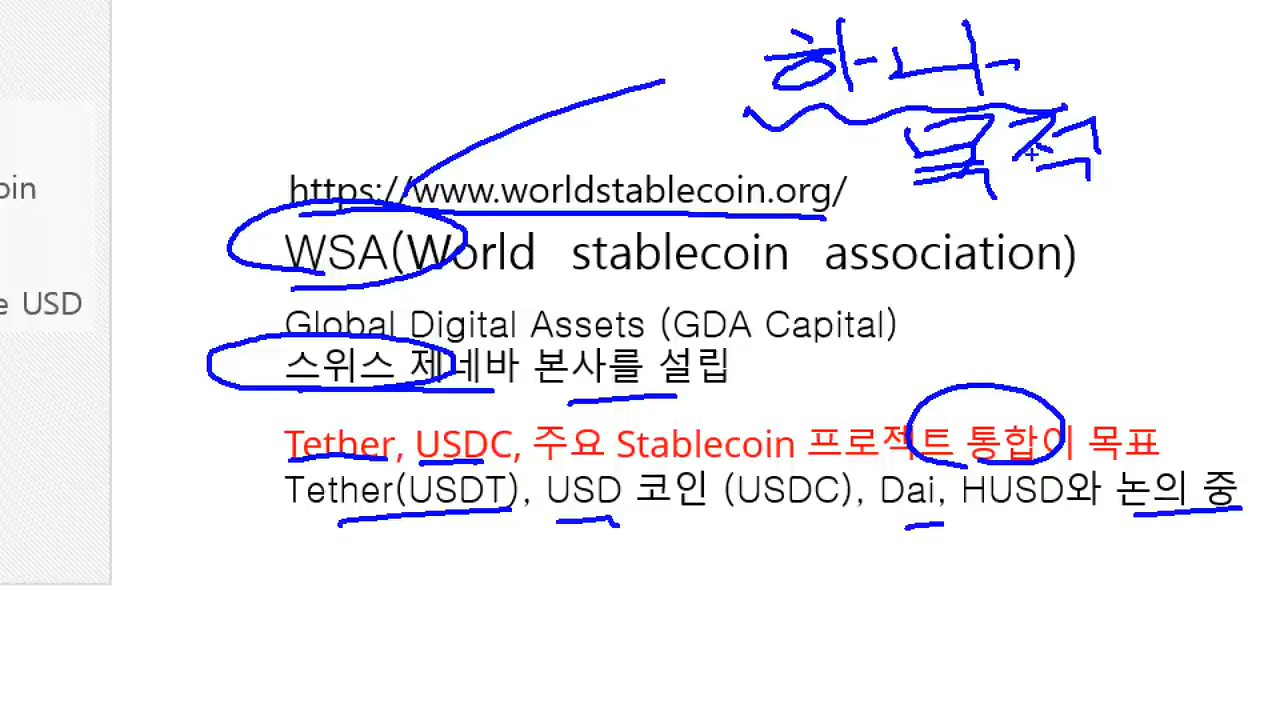 하나
목적
oin
https://www.worldstablecoin.org/
WSA(World stablecoin association)
e USD
Global Digital Assets (GDA Capital)
스위스 제네바 본사를 설립
Tether, USDC, 주요 Stablecoin 프로젝트 통합이 목표
Tether(USDT), USD 코인 (USDC), Dai, HUSD와 논의 중